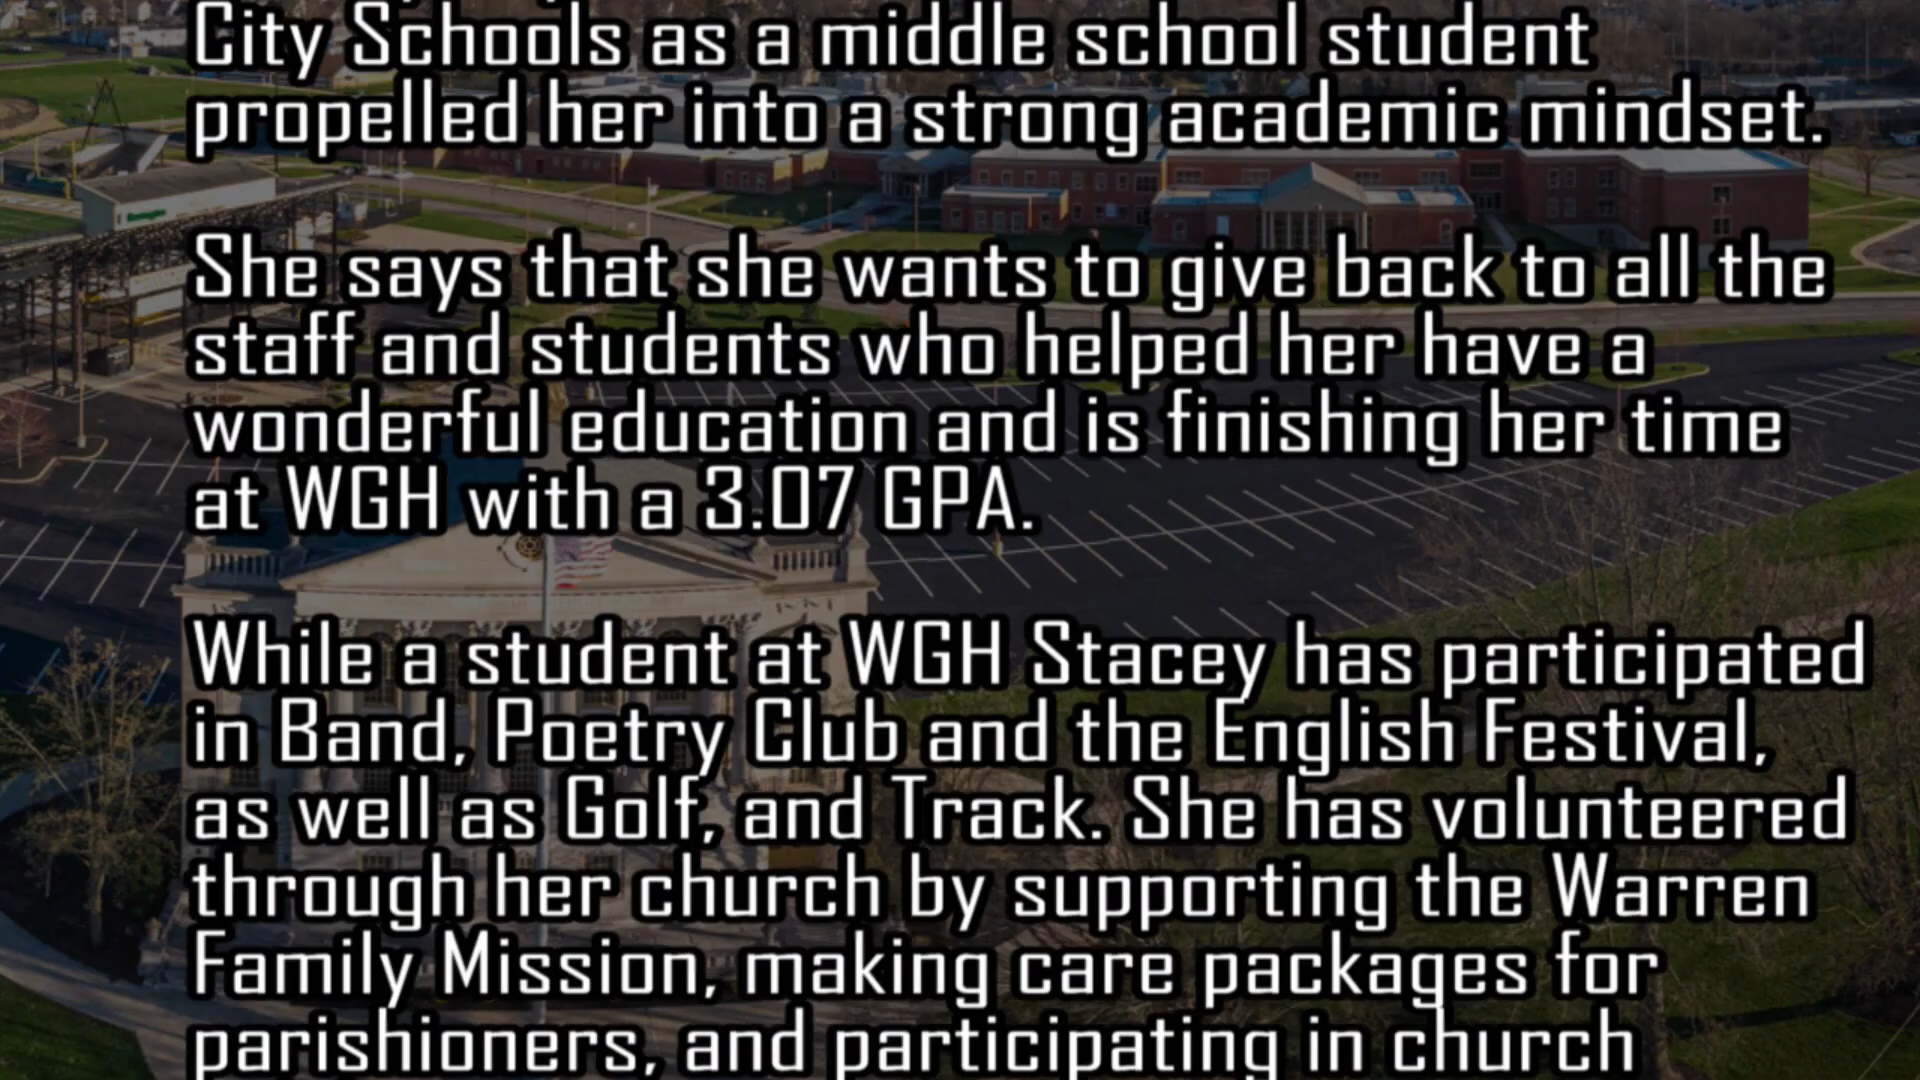 City Schools as a middle school student
propelled her into a strong academic mindset.
She says that she wants to give back to all the
staff and students who helped her have a
wonderful education and is finishing her time
at WGH with a 3.07 GPA.
While a student at WGH Stacey has participated
in Band, Poetry Club and the English Festival,
as well as Golf, and Track. She has volunteered
through her church by supporting the Warren
Family Mission, making care packages for
parishioners, and participating in church